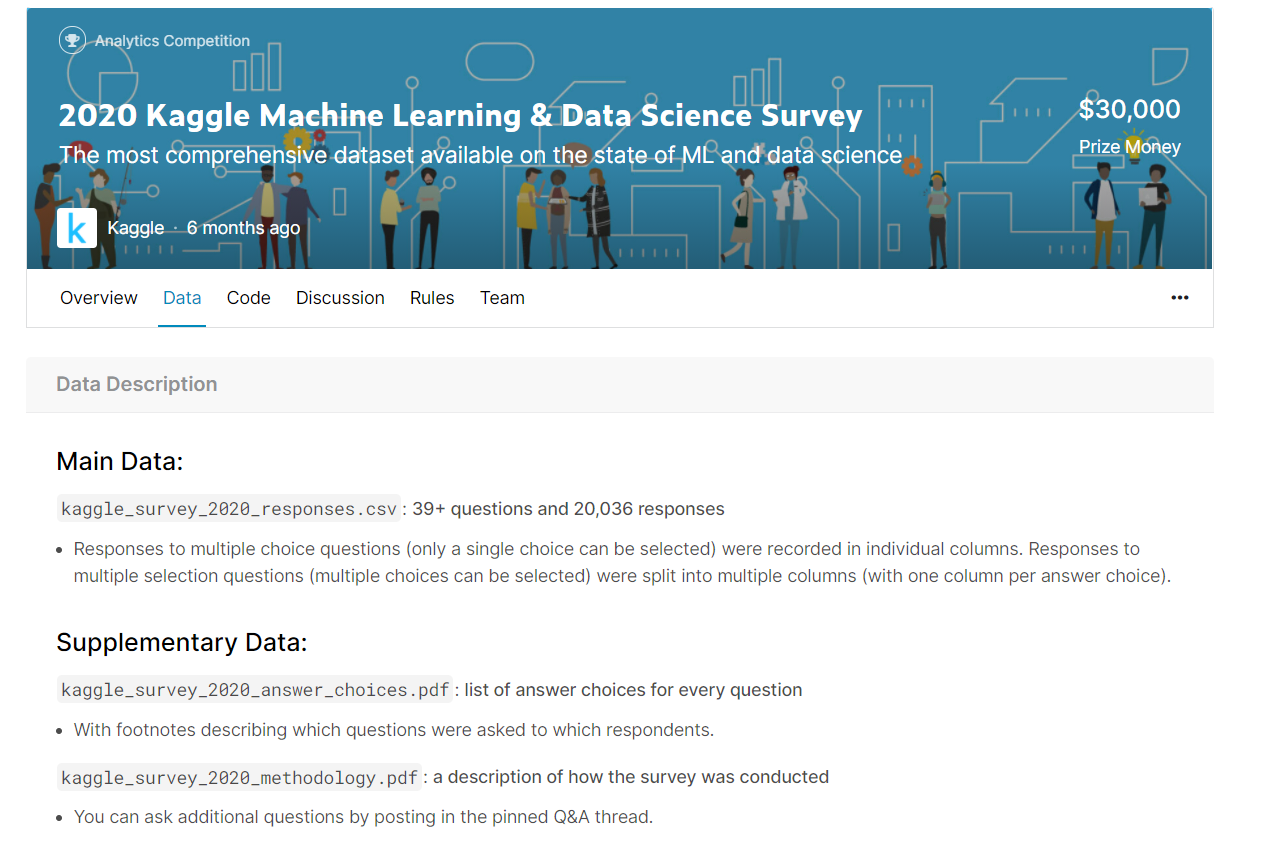 Analytics Competition
2020 Kaggle Machine Learning & Data Science Survey
The most comprehensive dataset available on the state of ML and data science
$30,000
Prize Money
k
Kaggle · 6 months ago
Overview Data Code Discussion Rules Team
Data Description
Main Data:
kaggle_survey_2020_responses.csv: 39+ questions and 20,036 responses
• Responses to multiple choice questions (only a single choice can be selected) were recorded in individual columns. Responses to
multiple selection questions (multiple choices can be selected) were split into multiple columns (with one column per answer choice).
Supplementary Data:
kaggle_survey_2020_answer_choices.pdf: list of answer choices for every question
• With footnotes describing which questions were asked to which respondents.
kaggle_survey_2020_methodology.pdf: a description of how the survey was conducted
• You can ask additional questions by posting in the pinned Q&A thread.